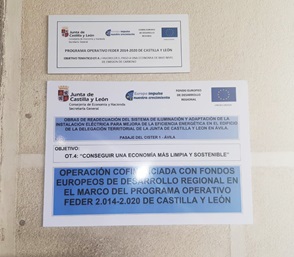 Junta de
Castilla y León
PROGRAMA OPERATIVO FEDER 2014-2020 DE CASTILLA Y LEÓN
Junta de
Castilla y León
Consejería de Economía y Hacienda
Secretaría General
Europa impulsa
nuestro crecimiento
FONDO EUROPEO
DE DESARROLLO
REGIONAL
OBRAS DE READECUACIÓN DEL SISTEMA DE ILUMINACIÓN Y ADAPTACIÓN DE LA
INSTALACIÓN ELÉCTRICA PARA MEJORA DE LA EFICIENCIA ENERGÉTICA EN EL EDIFICIO
DE LA DELEGACIÓN TERRITORIAL DE LA JUNTA DE CASTILLA Y LEÓN EN ÁVILA.
PASAJE DEL CISTER 1 - ÁVILA
OBJETIVO:
OT.4: "CONSEGUIR UNA ECONOMÍA MÁS LIMPIA Y SOSTENIBLE"
OPERACIÓN COFINANCIADA CON FONDOS
EUROPEOS DE DESARROLLO REGIONAL EN
EL MARCO DEL PROGRAMA OPERATIVO
FEDER 2.014-2.020 DE CASTILLA Y LEÓN